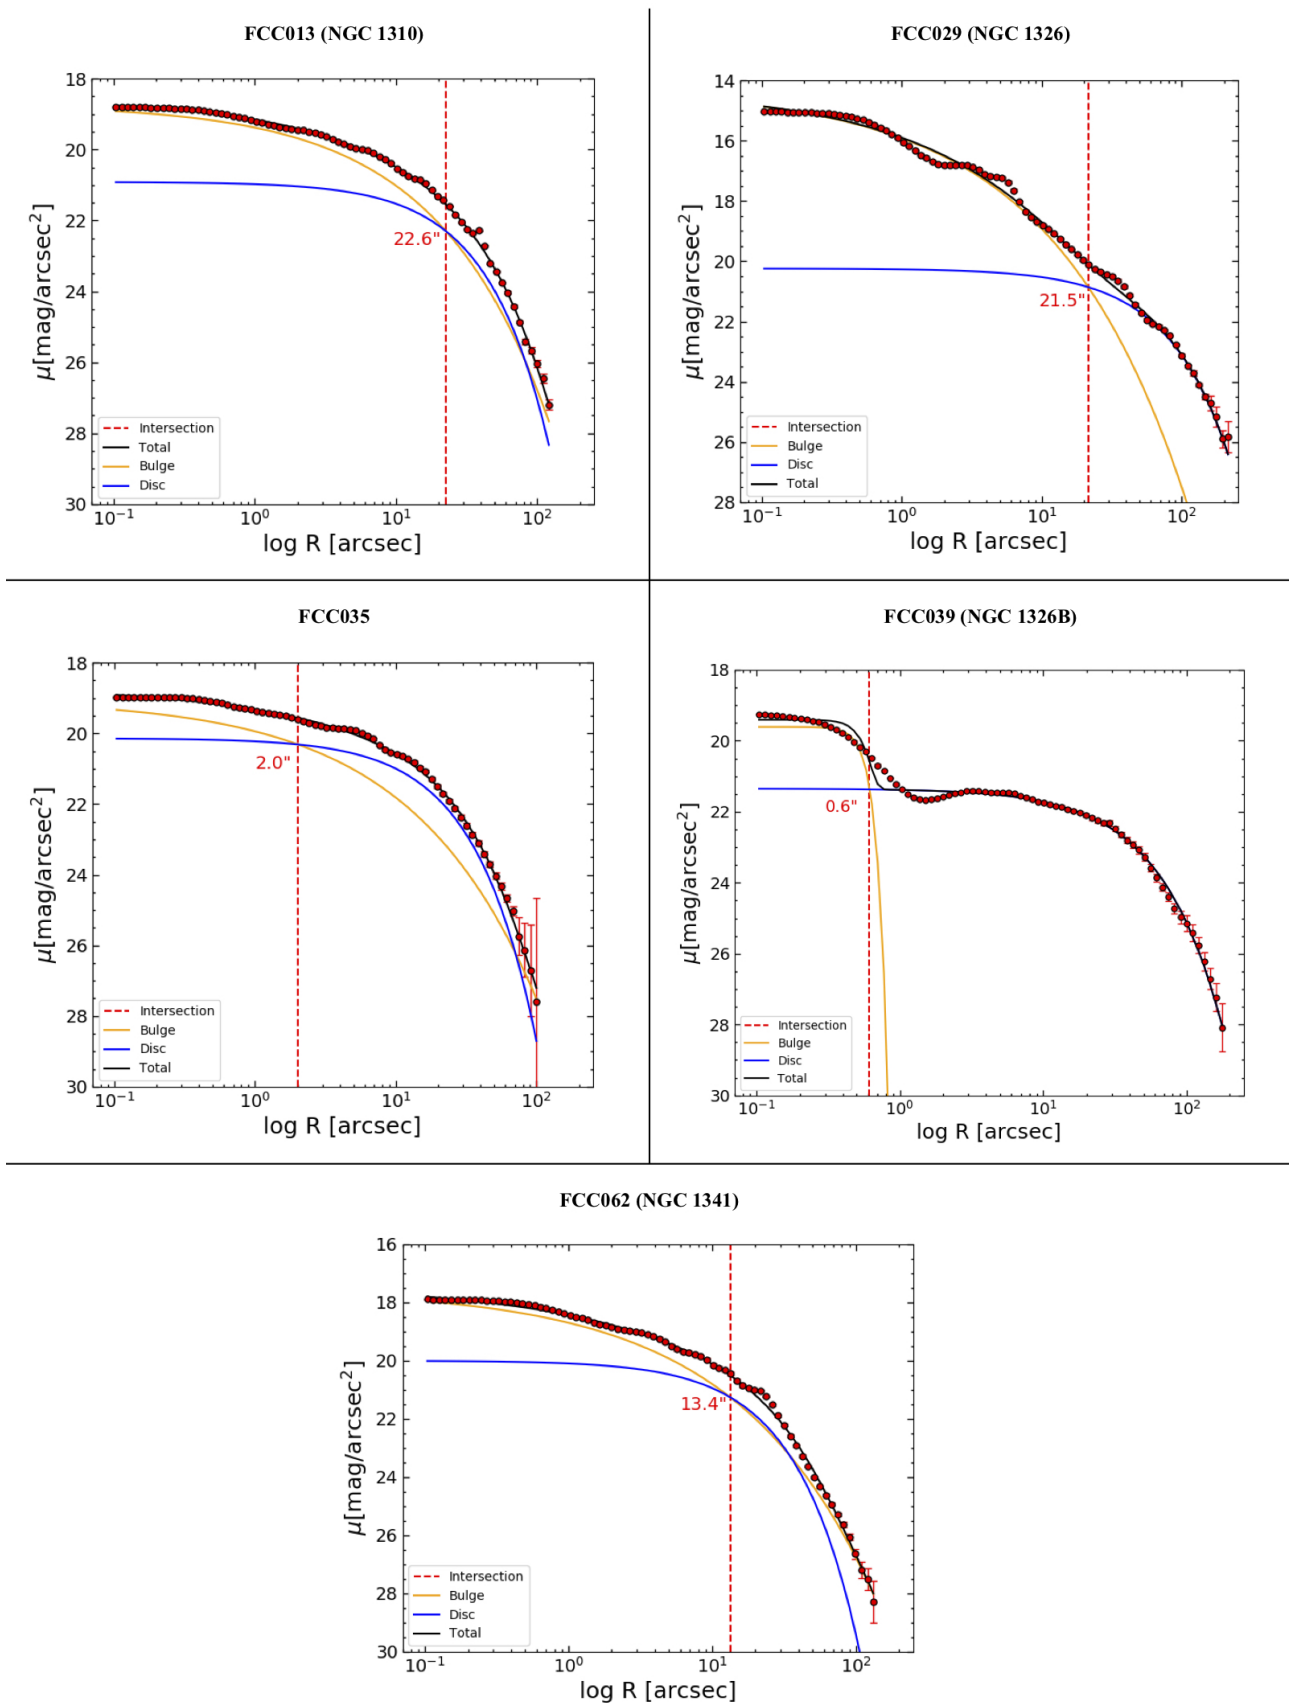 FCC013 (NGC 1310)
18
20
22
24
26
28
30
μ[mag/arcsec²]
22.6"
Intersection
Total
Bulge
Disc
10⁻¹ 10⁰ 10¹ 10²
log R [arcsec]
FCC029 (NGC 1326)
14
16
18
20
22
24
26
28
μ[mag/arcsec²]
21.5"
Intersection
Bulge
Disc
Total
10⁻¹ 10⁰ 10¹ 10²
log R [arcsec]
FCC035
18
20
22
24
26
28
30
μ[mag/arcsec²]
2.0"
Intersection
Bulge
Disc
Total
10⁻¹ 10⁰ 10¹ 10²
log R [arcsec]
FCC039 (NGC 1326B)
18
20
22
24
26
28
30
μ[mag/arcsec²]
0.6"
Intersection
Bulge
Disc
Total
10⁻¹ 10⁰ 10¹ 10²
log R [arcsec]
FCC062 (NGC 1341)
16
18
20
22
24
26
28
30
μ[mag/arcsec²]
13.4"
Intersection
Bulge
Disc
Total
10⁻¹ 10⁰ 10¹ 10²
log R [arcsec]